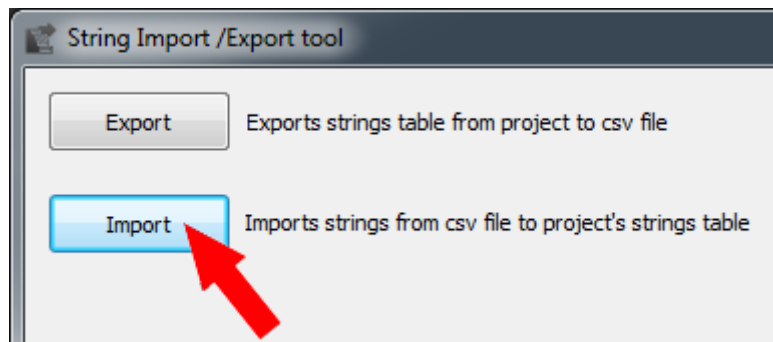 String Import /Export tool
Export Exports strings table from project to csv file
Import Imports strings from csv file to project's strings table